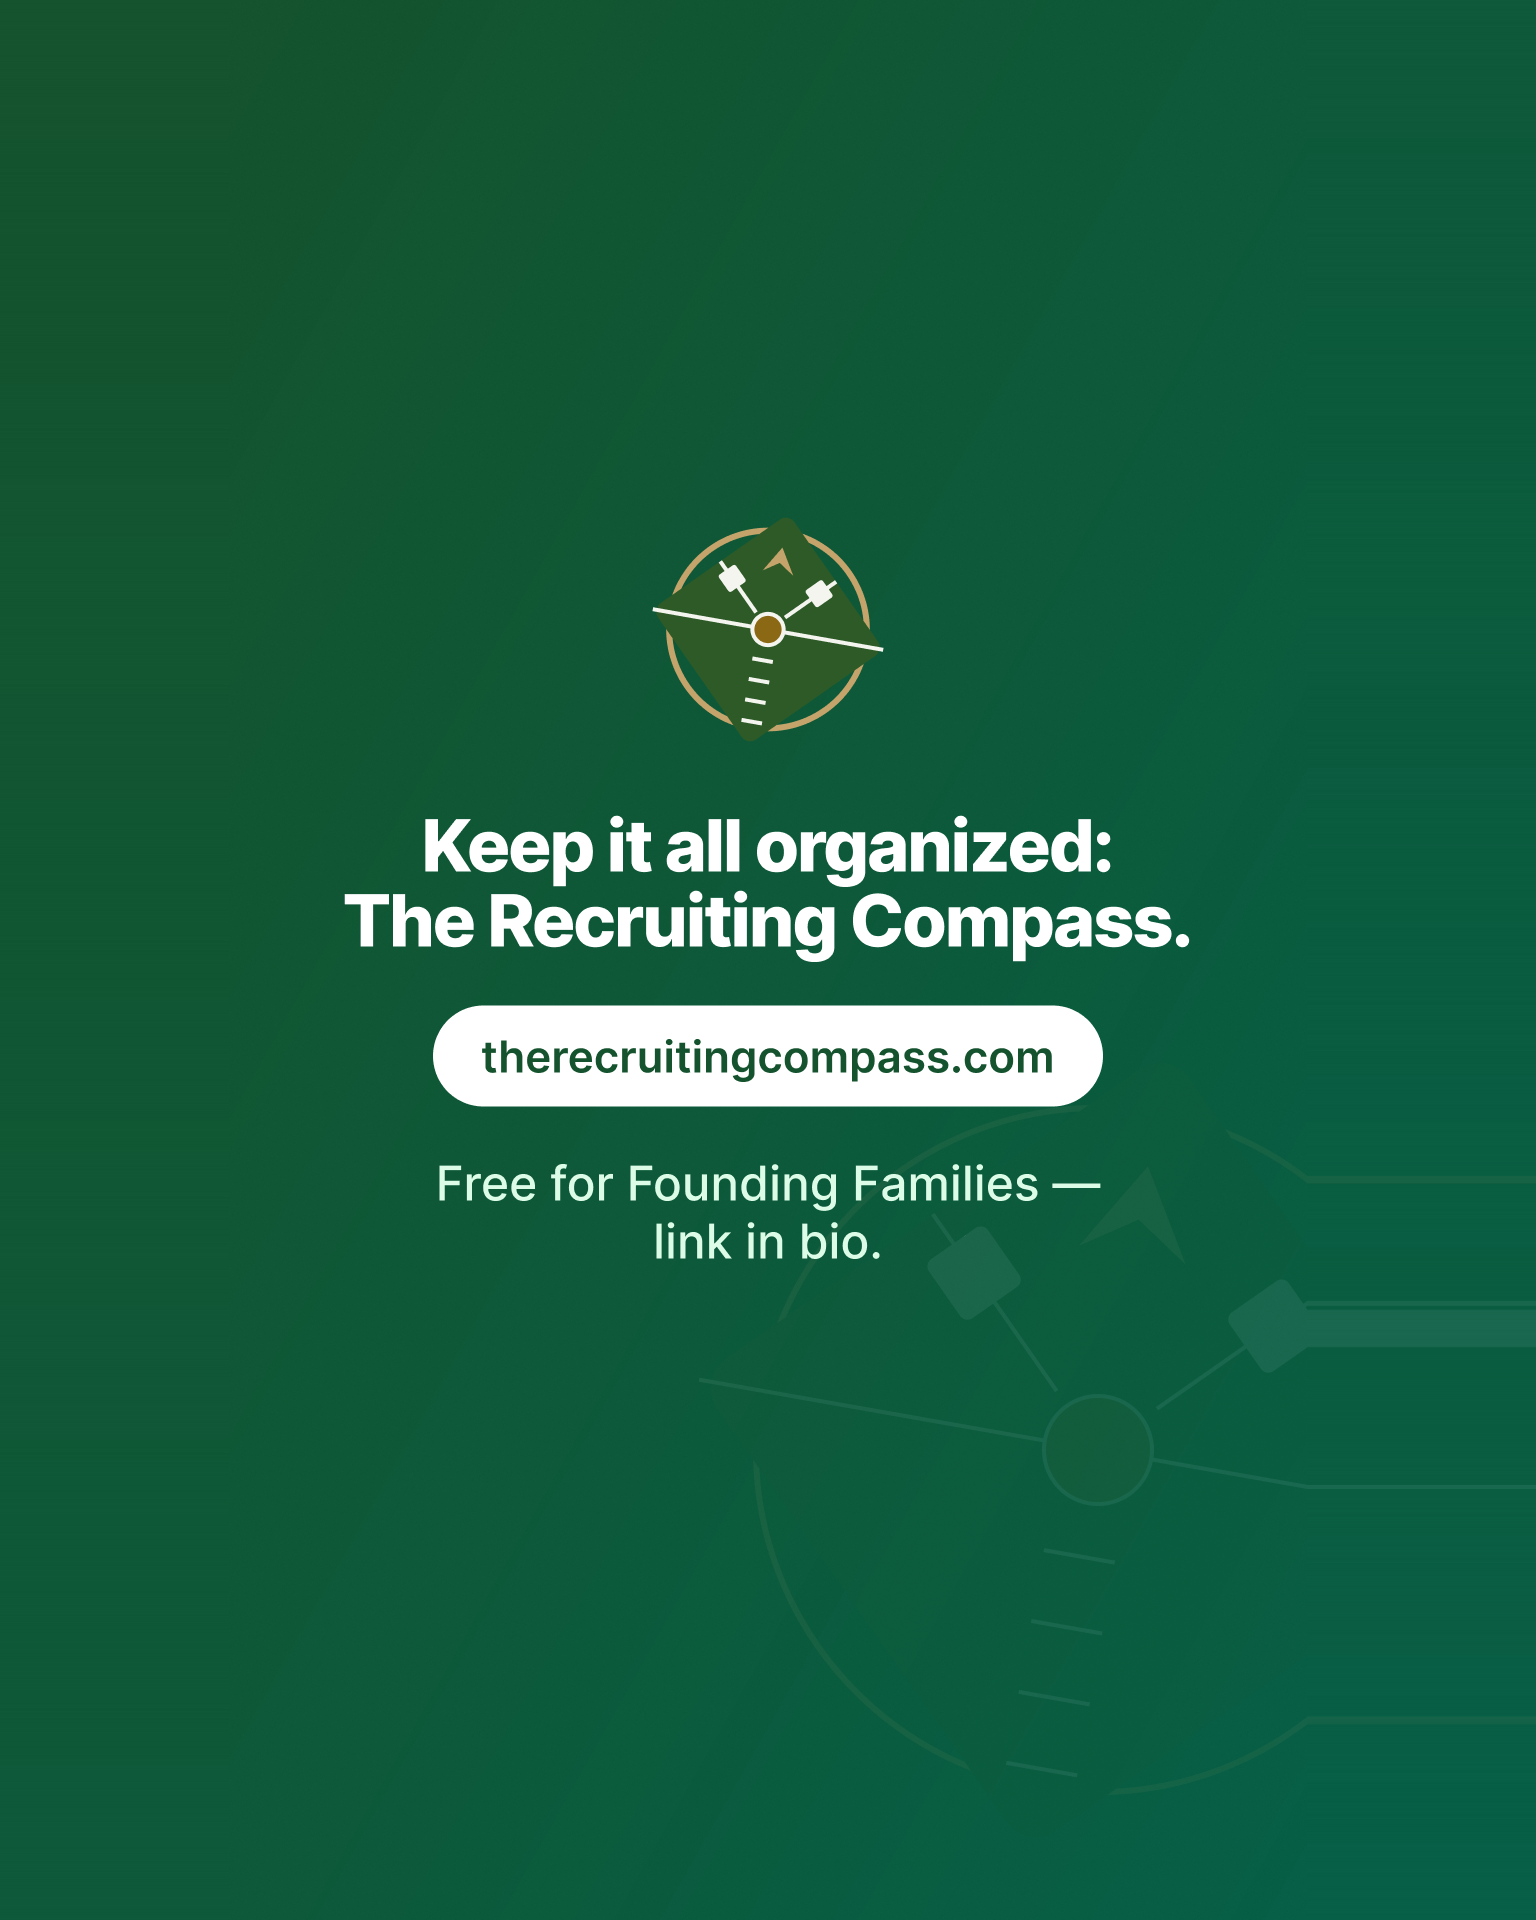 Keep it all organized:
The Recruiting Compass.
therecruitingcompass.com
Free for Founding Families —
link in bio.